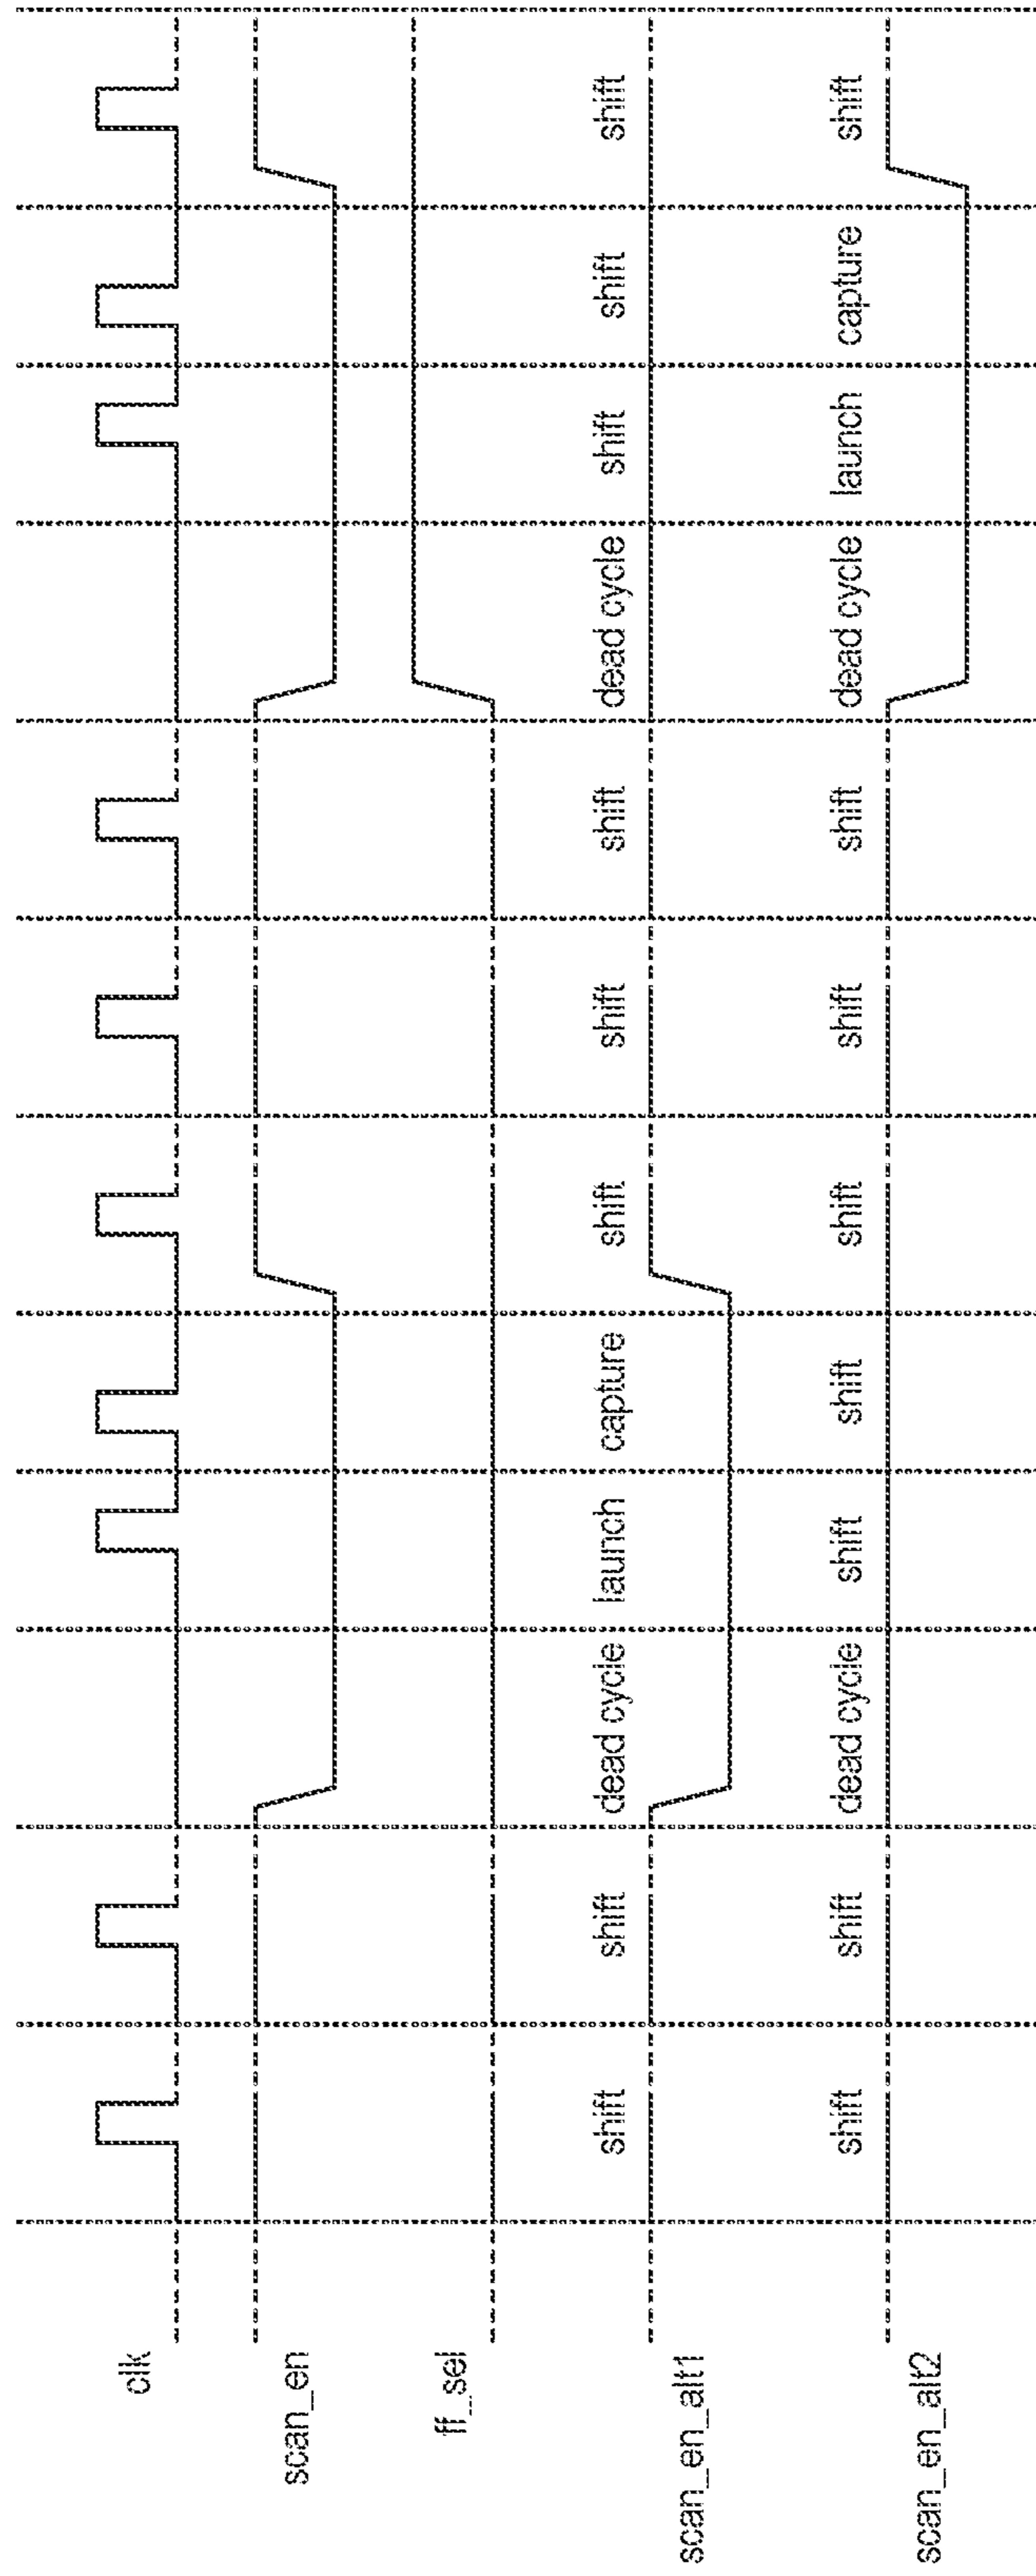 clk
scan_en
ff_sel
shift shift dead cycle launch capture shift shift shift dead cycle shift shift shift
scan_en_alt1
shift shift dead cycle shift shift shift shift shift dead cycle launch capture shift
scan_en_alt2